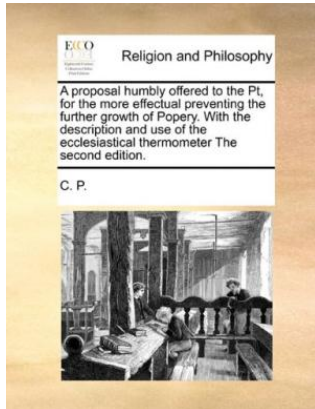 ECCO
Religion and Philosophy
A proposal humbly offered to the Pt,
for the more effectual preventing the
further growth of Popery. With the
description and use of the
ecclesiastical thermometer The
second edition.
C. P.